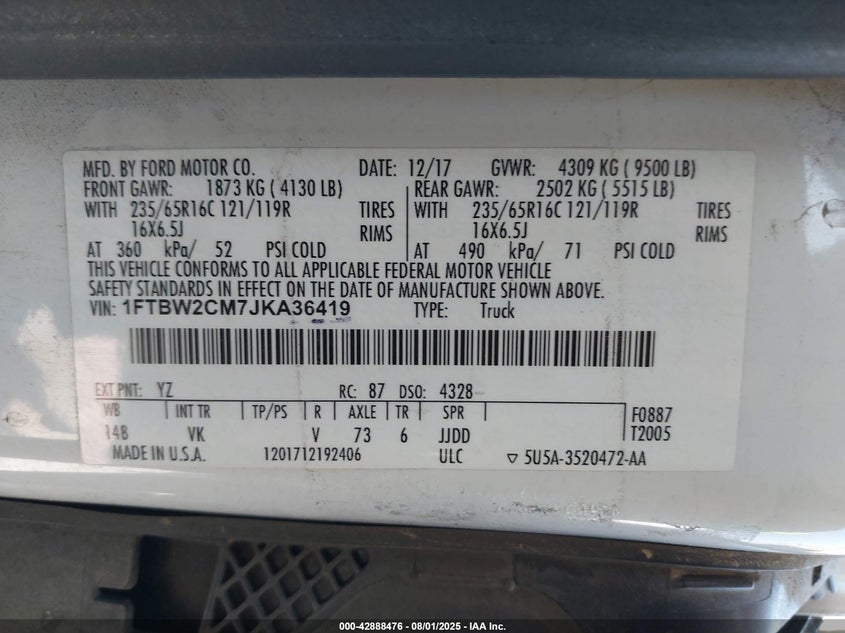 MFD. BY FORD MOTOR CO. DATE: 12/17 GVWR: 4309 KG ( 9500 LB)
FRONT GAWR: 1873 KG ( 4130 LB) REAR GAWR: 2502 KG ( 5515 LB)
WITH 235/65R16C 121/119R TIRES WITH 235/65R16C 121/119R TIRES
16X6.5J RIMS 16X6.5J RIMS
AT 360 kPa/ 52 PSI COLD AT 490 kPa/ 71 PSI COLD
THIS VEHICLE CONFORMS TO ALL APPLICABLE FEDERAL MOTOR VEHICLE
SAFETY STANDARDS IN EFFECT ON THE DATE OF MANUFACTURE SHOWN ABOVE.
VIN: 1FTBW2CM7JKA36419 TYPE: Truck
EXT PNT: YZ RC: 87 DSO: 4328
WB INT TR TP/PS R AXLE TR SPR F0887
148 VK V 73 6 JJDD T2005
MADE IN U.S.A. 1201712192406 ULC ▽ 5U5A-3520472-AA
000-42888476 - 08/01/2025 - IAA Inc.